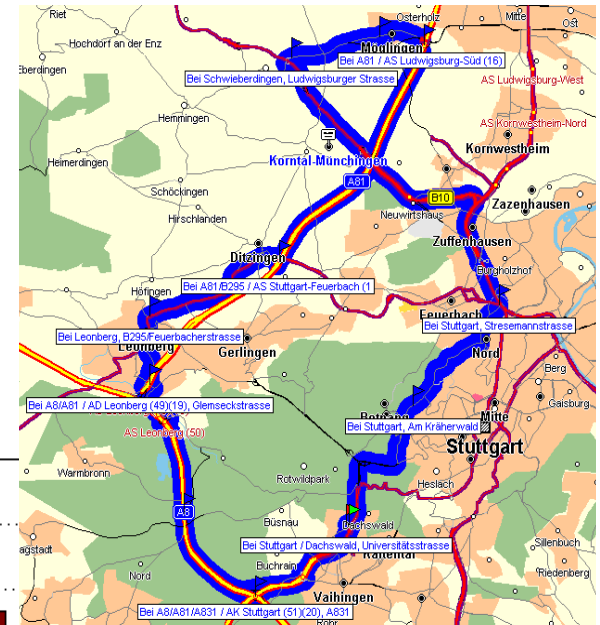 Riet
Osterholz
Mitte
Ost
Hochdorf an der Enz
Möglingen
Bei A81 / AS Ludwigsburg-Süd (16)
Eberdingen
Bei Schwieberdingen, Ludwigsburger Strasse
AS Ludwigsburg-West
Hemmingen
AS Kornwestheim-Nord
Kornwestheim
Heimerdingen
Korntal-Münchingen
A81
Schöckingen
B10
Zazenhausen
Hirschlanden
Neuwirtshaus
Zuffenhausen
Ditzingen
Burgholzhof
Bei A81/B295 / AS Stuttgart-Feuerbach (1
Höfingen
Feuerbach
Bei Stuttgart, Stresemannstrasse
Bei Leonberg, B295/Feuerbacherstrasse
Leonberg
Gerlingen
Nord
Berg
Bei A8/A81 / AD Leonberg (49)(19), Glemseckstrasse
Gaisburg
Botnang
Mitte
AS Leonberg (50)
Bei Stuttgart, Am Kräherwald
Stuttgart
Warmbronn
Rotwildpark
Heslach
A8
Büsnau
Dachswald
Sillenbuch
agstadt
Bei Stuttgart / Dachswald, Universitätsstrasse
Kaltental
Nord
Buchrain
Riedenberg
Vaihingen
Bei A8/A81/A831 / AK Stuttgart (51)(20), A831
Rohr